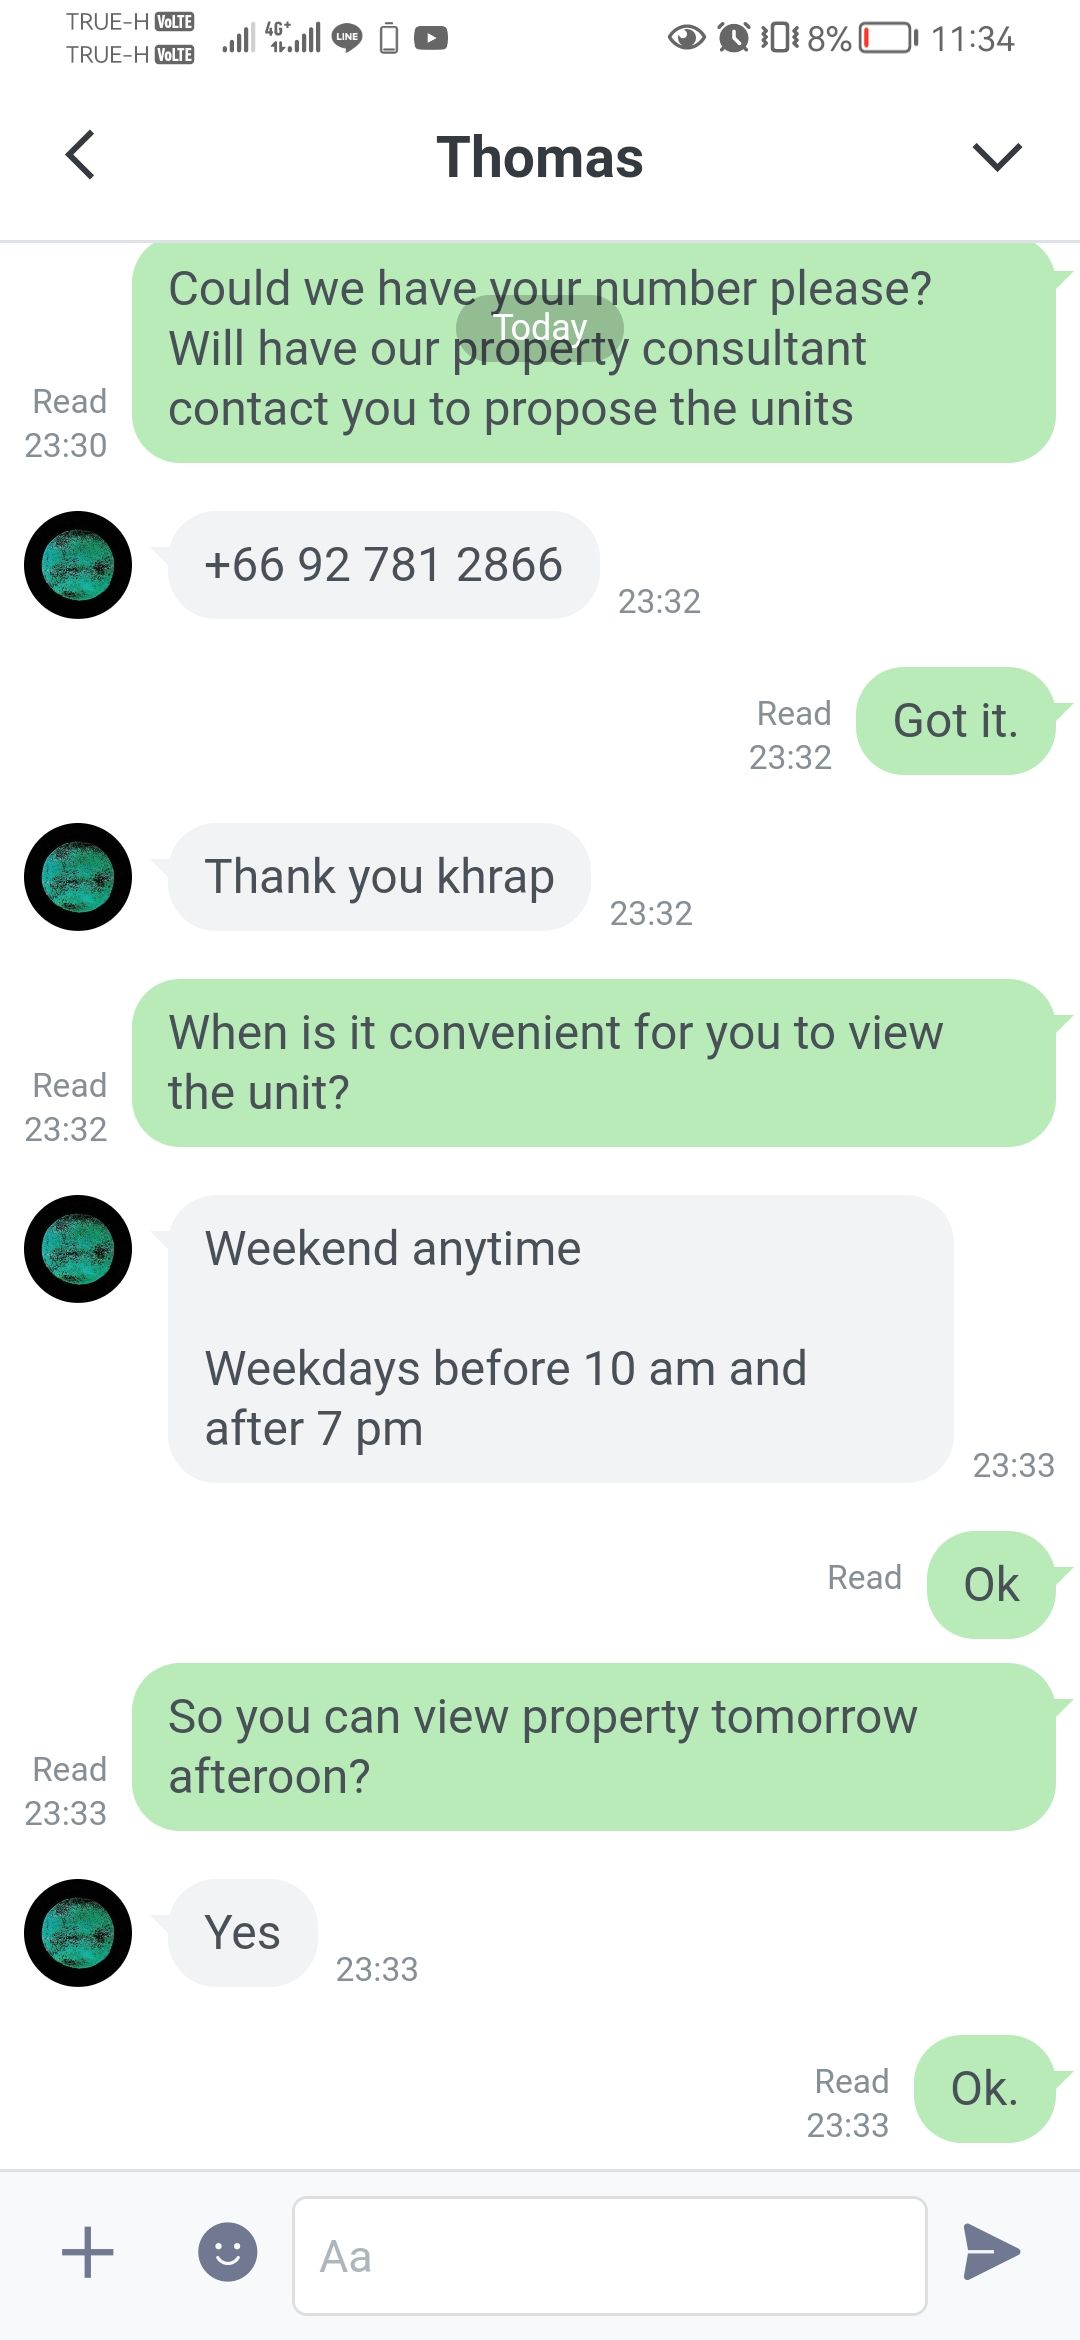 TRUE-H VoLTE
TRUE-H VoLTE
4G+
LINE
8%
11:34
Thomas
Could we have your number please?
Today
Will have our property consultant
contact you to propose the units
Read
23:30
+66 92 781 2866
23:32
Read
23:32
Got it.
Thank you khrap
23:32
When is it convenient for you to view
the unit?
Read
23:32
Weekend anytime
Weekdays before 10 am and
after 7 pm
23:33
Read
Ok
So you can view property tomorrow
afteroon?
Read
23:33
Yes
23:33
Read
23:33
Ok.
Aa